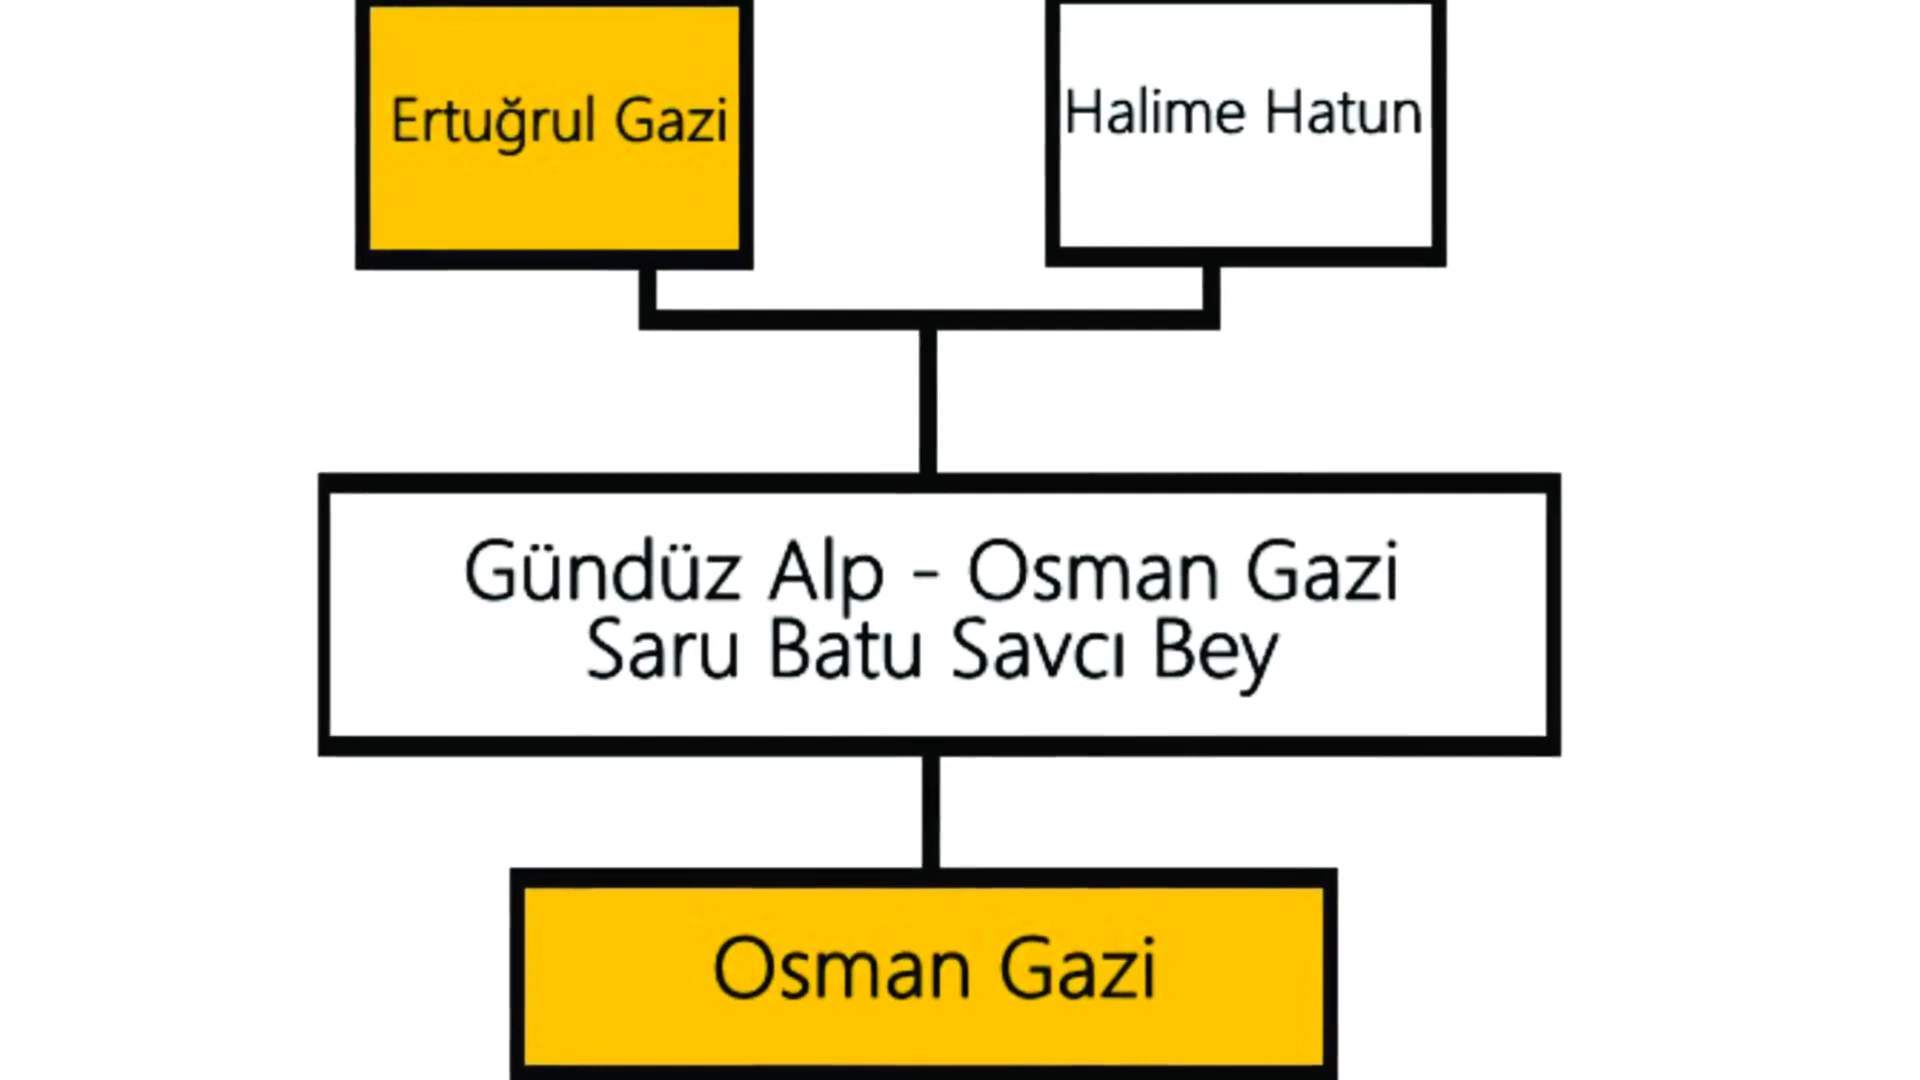 Ertuğrul Gazi
Halime Hatun
Gündüz Alp - Osman Gazi
Saru Batu Savcı Bey
Osman Gazi